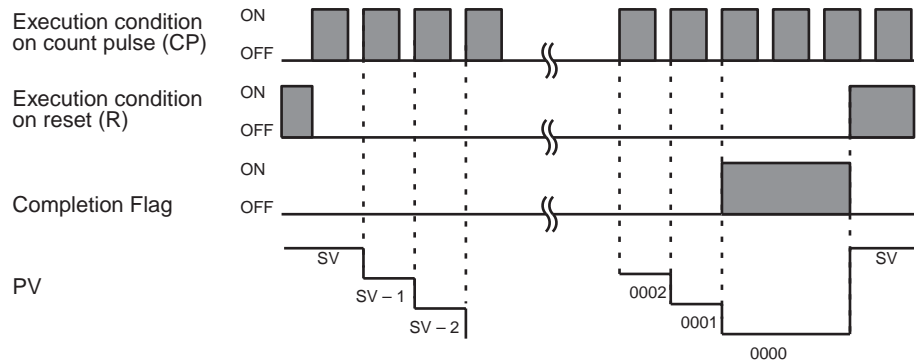 Execution condition
on count pulse (CP)
ON
OFF
Execution condition
on reset (R)
ON
OFF
Completion Flag
ON
OFF
PV
SV
SV – 1
SV – 2
0002
0001
0000
SV